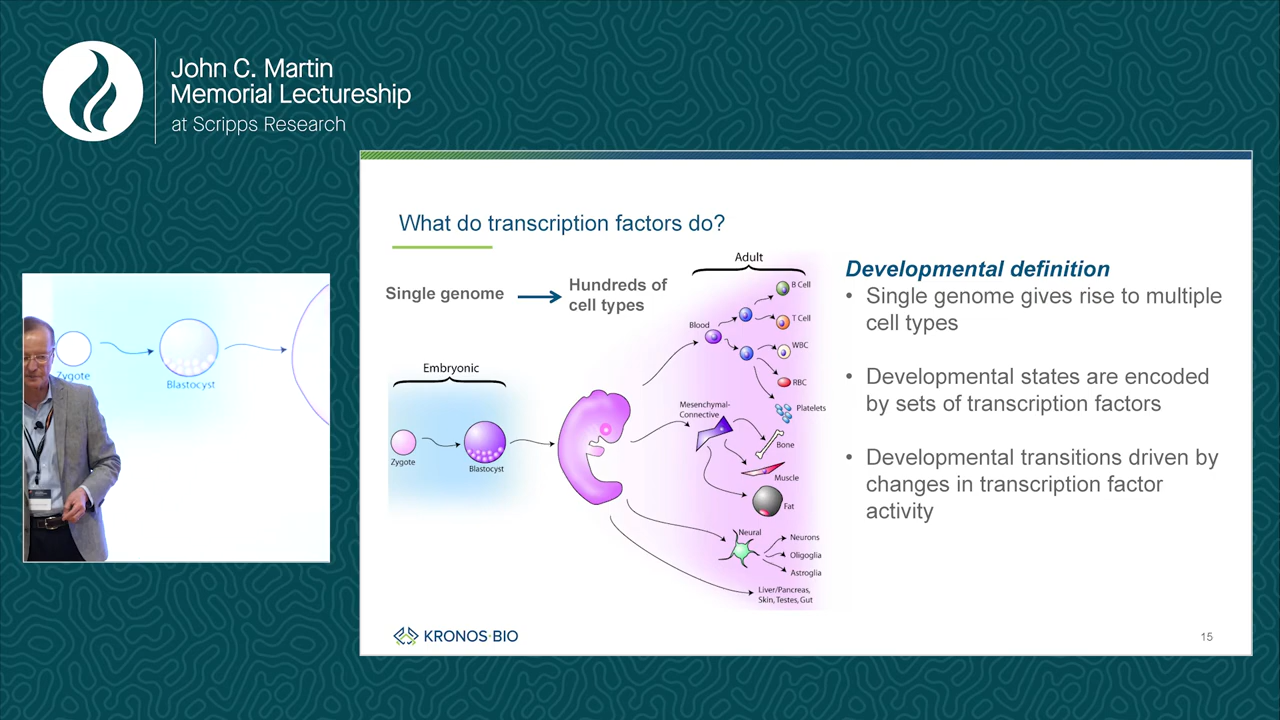 John C. Martin
Memorial Lectureship
at Scripps Research
Zygote
Blastocyst
What do transcription factors do?
Single genome
Hundreds of
cell types
Embryonic
Zygote
Blastocyst
Adult
Blood
B Cell
T Cell
WBC
RBC
Platelets
Mesenchymal-
Connective
Bone
Muscle
Fat
Neural
Neurons
Oligoglia
Astroglia
Liver/Pancreas,
Skin, Testes, Gut
Developmental definition
• Single genome gives rise to multiple
cell types
• Developmental states are encoded
by sets of transcription factors
• Developmental transitions driven by
changes in transcription factor
activity
KRONOS·BIO
15